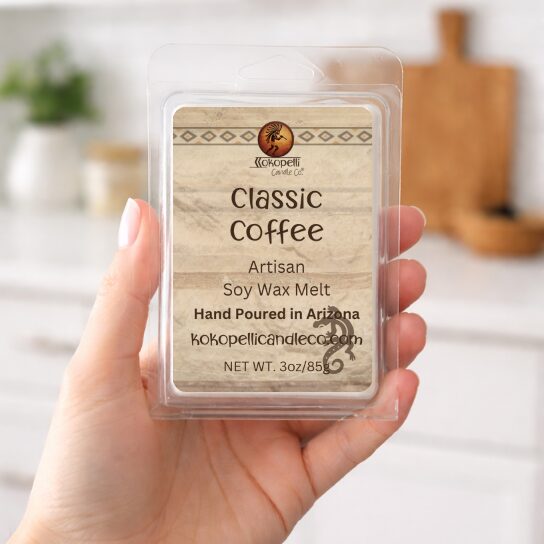 Kokopelli
Candle Co.®
Classic
Coffee
Artisan
Soy Wax Melt
Hand Poured in Arizona
kokopellicandleco.com
NET WT. 3oz/85g